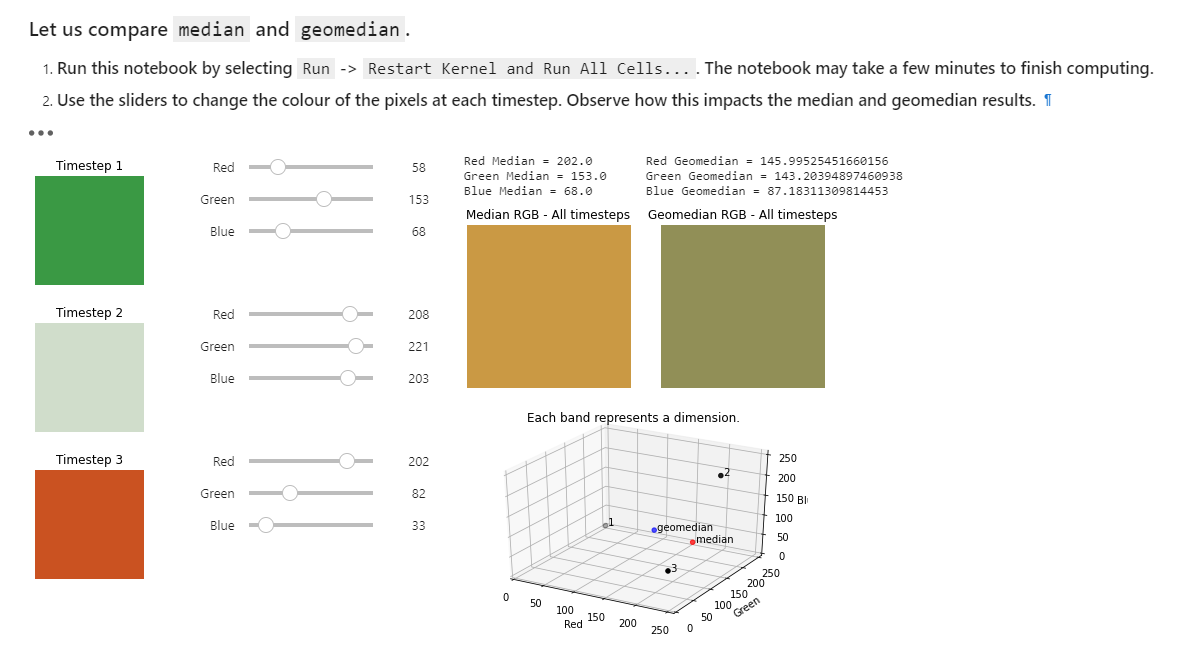 Let us compare median and geomedian.
1. Run this notebook by selecting Run -> Restart Kernel and Run All Cells.... The notebook may take a few minutes to finish computing.
2. Use the sliders to change the colour of the pixels at each timestep. Observe how this impacts the median and geomedian results. ¶
•••
Timestep 1
Red 58
Green 153
Blue 68
Timestep 2
Red 208
Green 221
Blue 203
Timestep 3
Red 202
Green 82
Blue 33
Red Median = 202.0
Green Median = 153.0
Blue Median = 68.0
Red Geomedian = 145.99525451660156
Green Geomedian = 143.20394897460938
Blue Geomedian = 87.18311309814453
Median RGB - All timesteps
Geomedian RGB - All timesteps
Each band represents a dimension.
250
200
150 Bl
100
50
0
2
1
geomedian
median
3
0
50
100
150
200
250
Red
0
50
100
150
200
250
Green